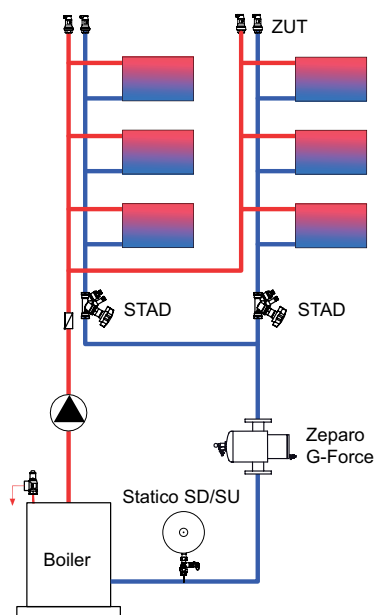 ZUT
STAD
STAD
Zeparo
G-Force
Statico SD/SU
Boiler